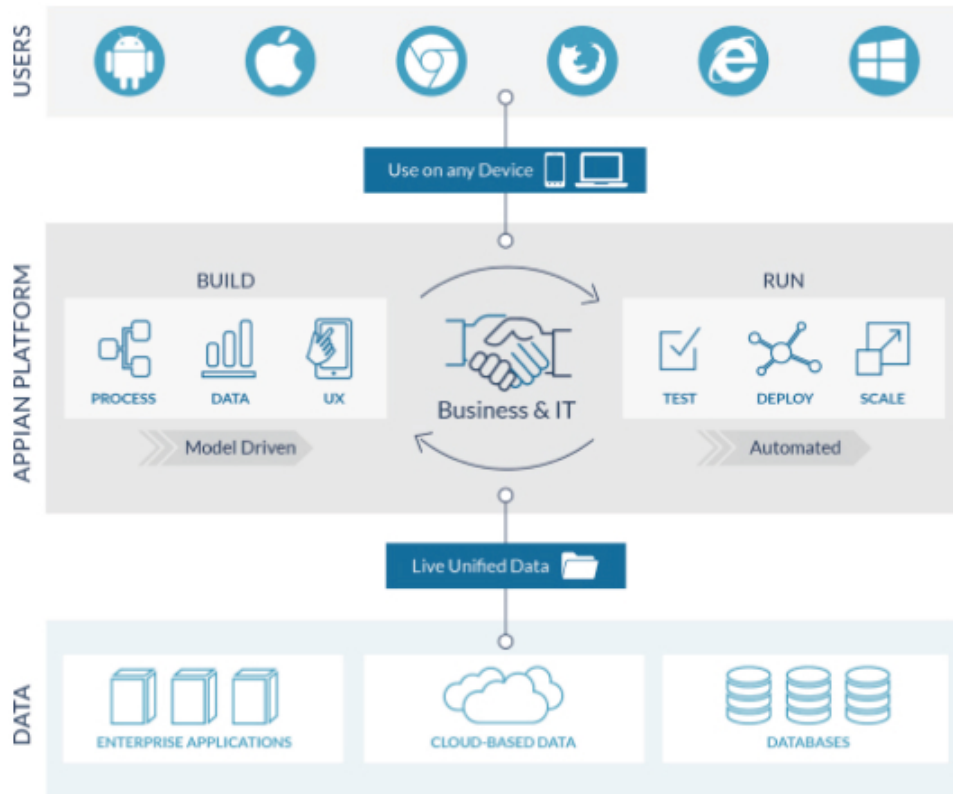 USERS
Use on any Device
APPIAN PLATFORM
BUILD
PROCESS
DATA
UX
Model Driven
Business & IT
RUN
TEST
DEPLOY
SCALE
Automated
Live Unified Data
DATA
ENTERPRISE APPLICATIONS
CLOUD-BASED DATA
DATABASES